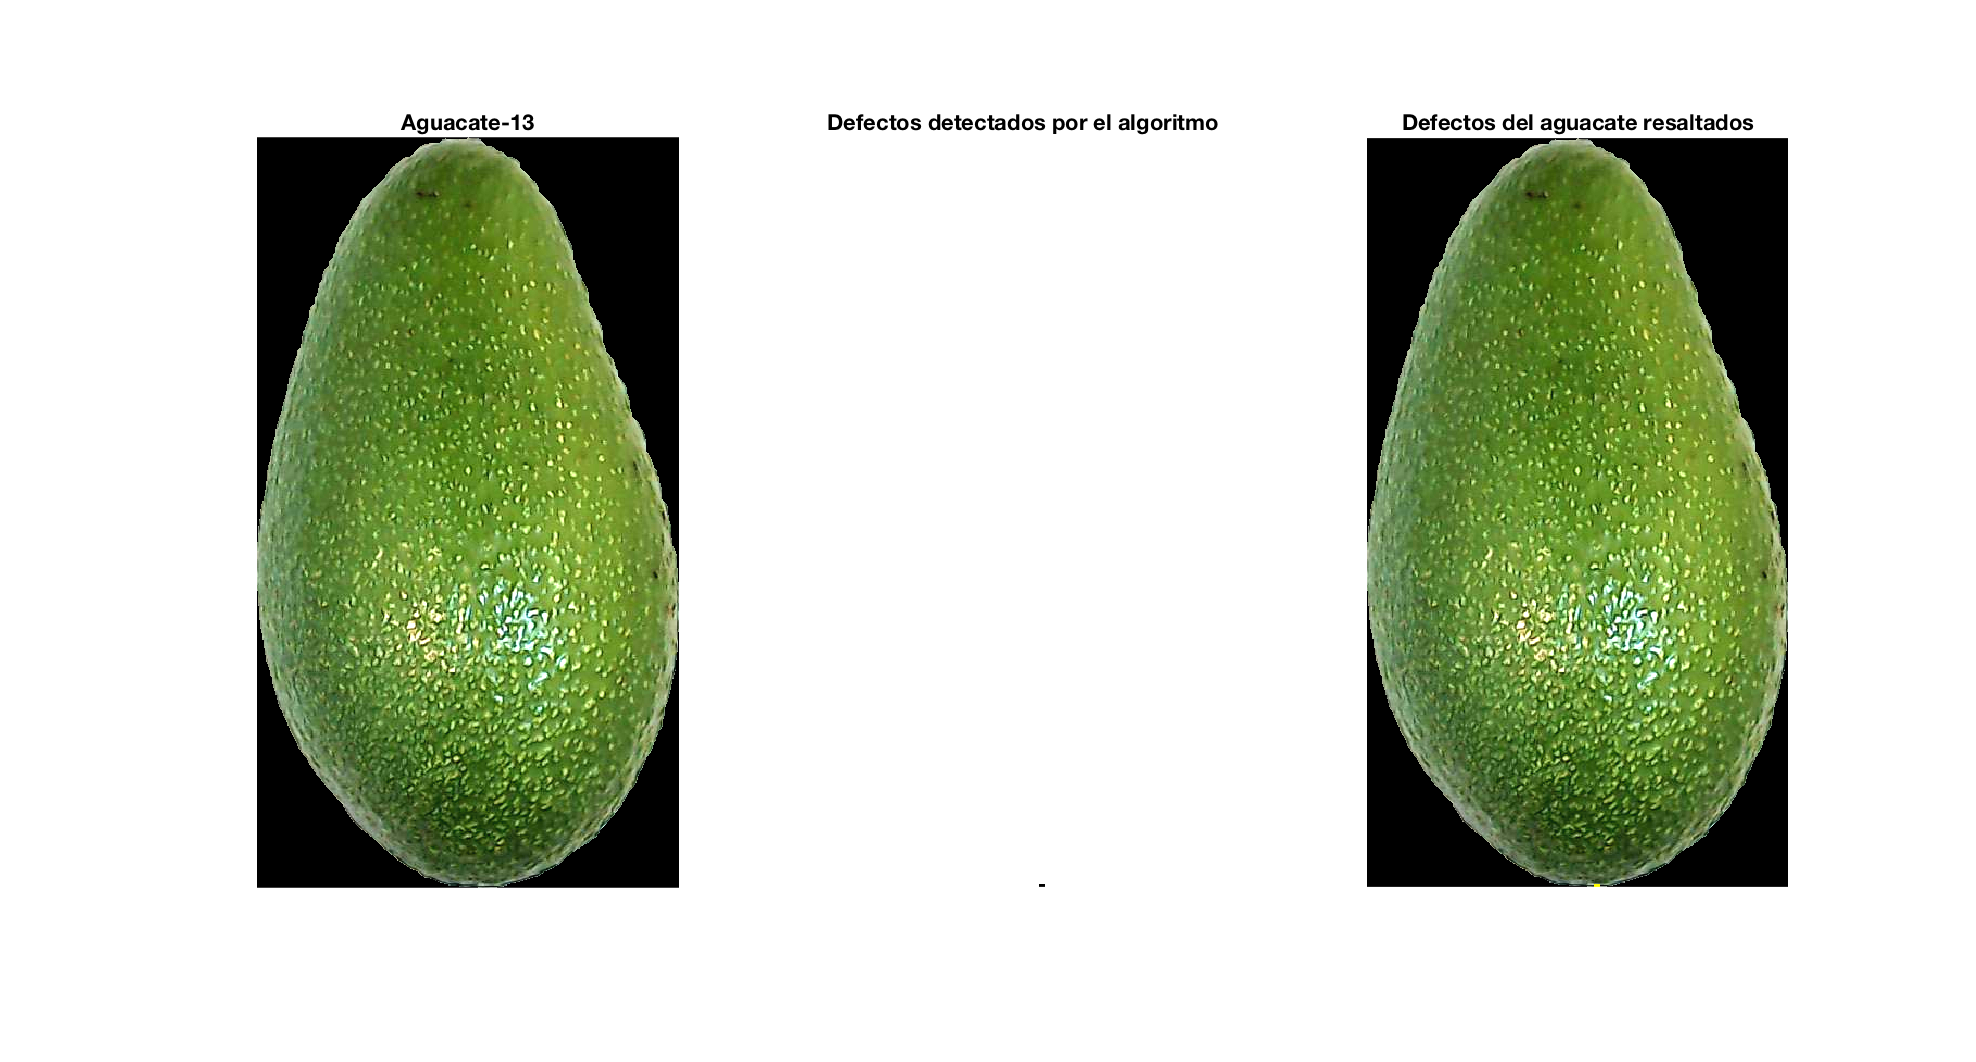 Aguacate-13
Defectos detectados por el algoritmo
Defectos del aguacate resaltados